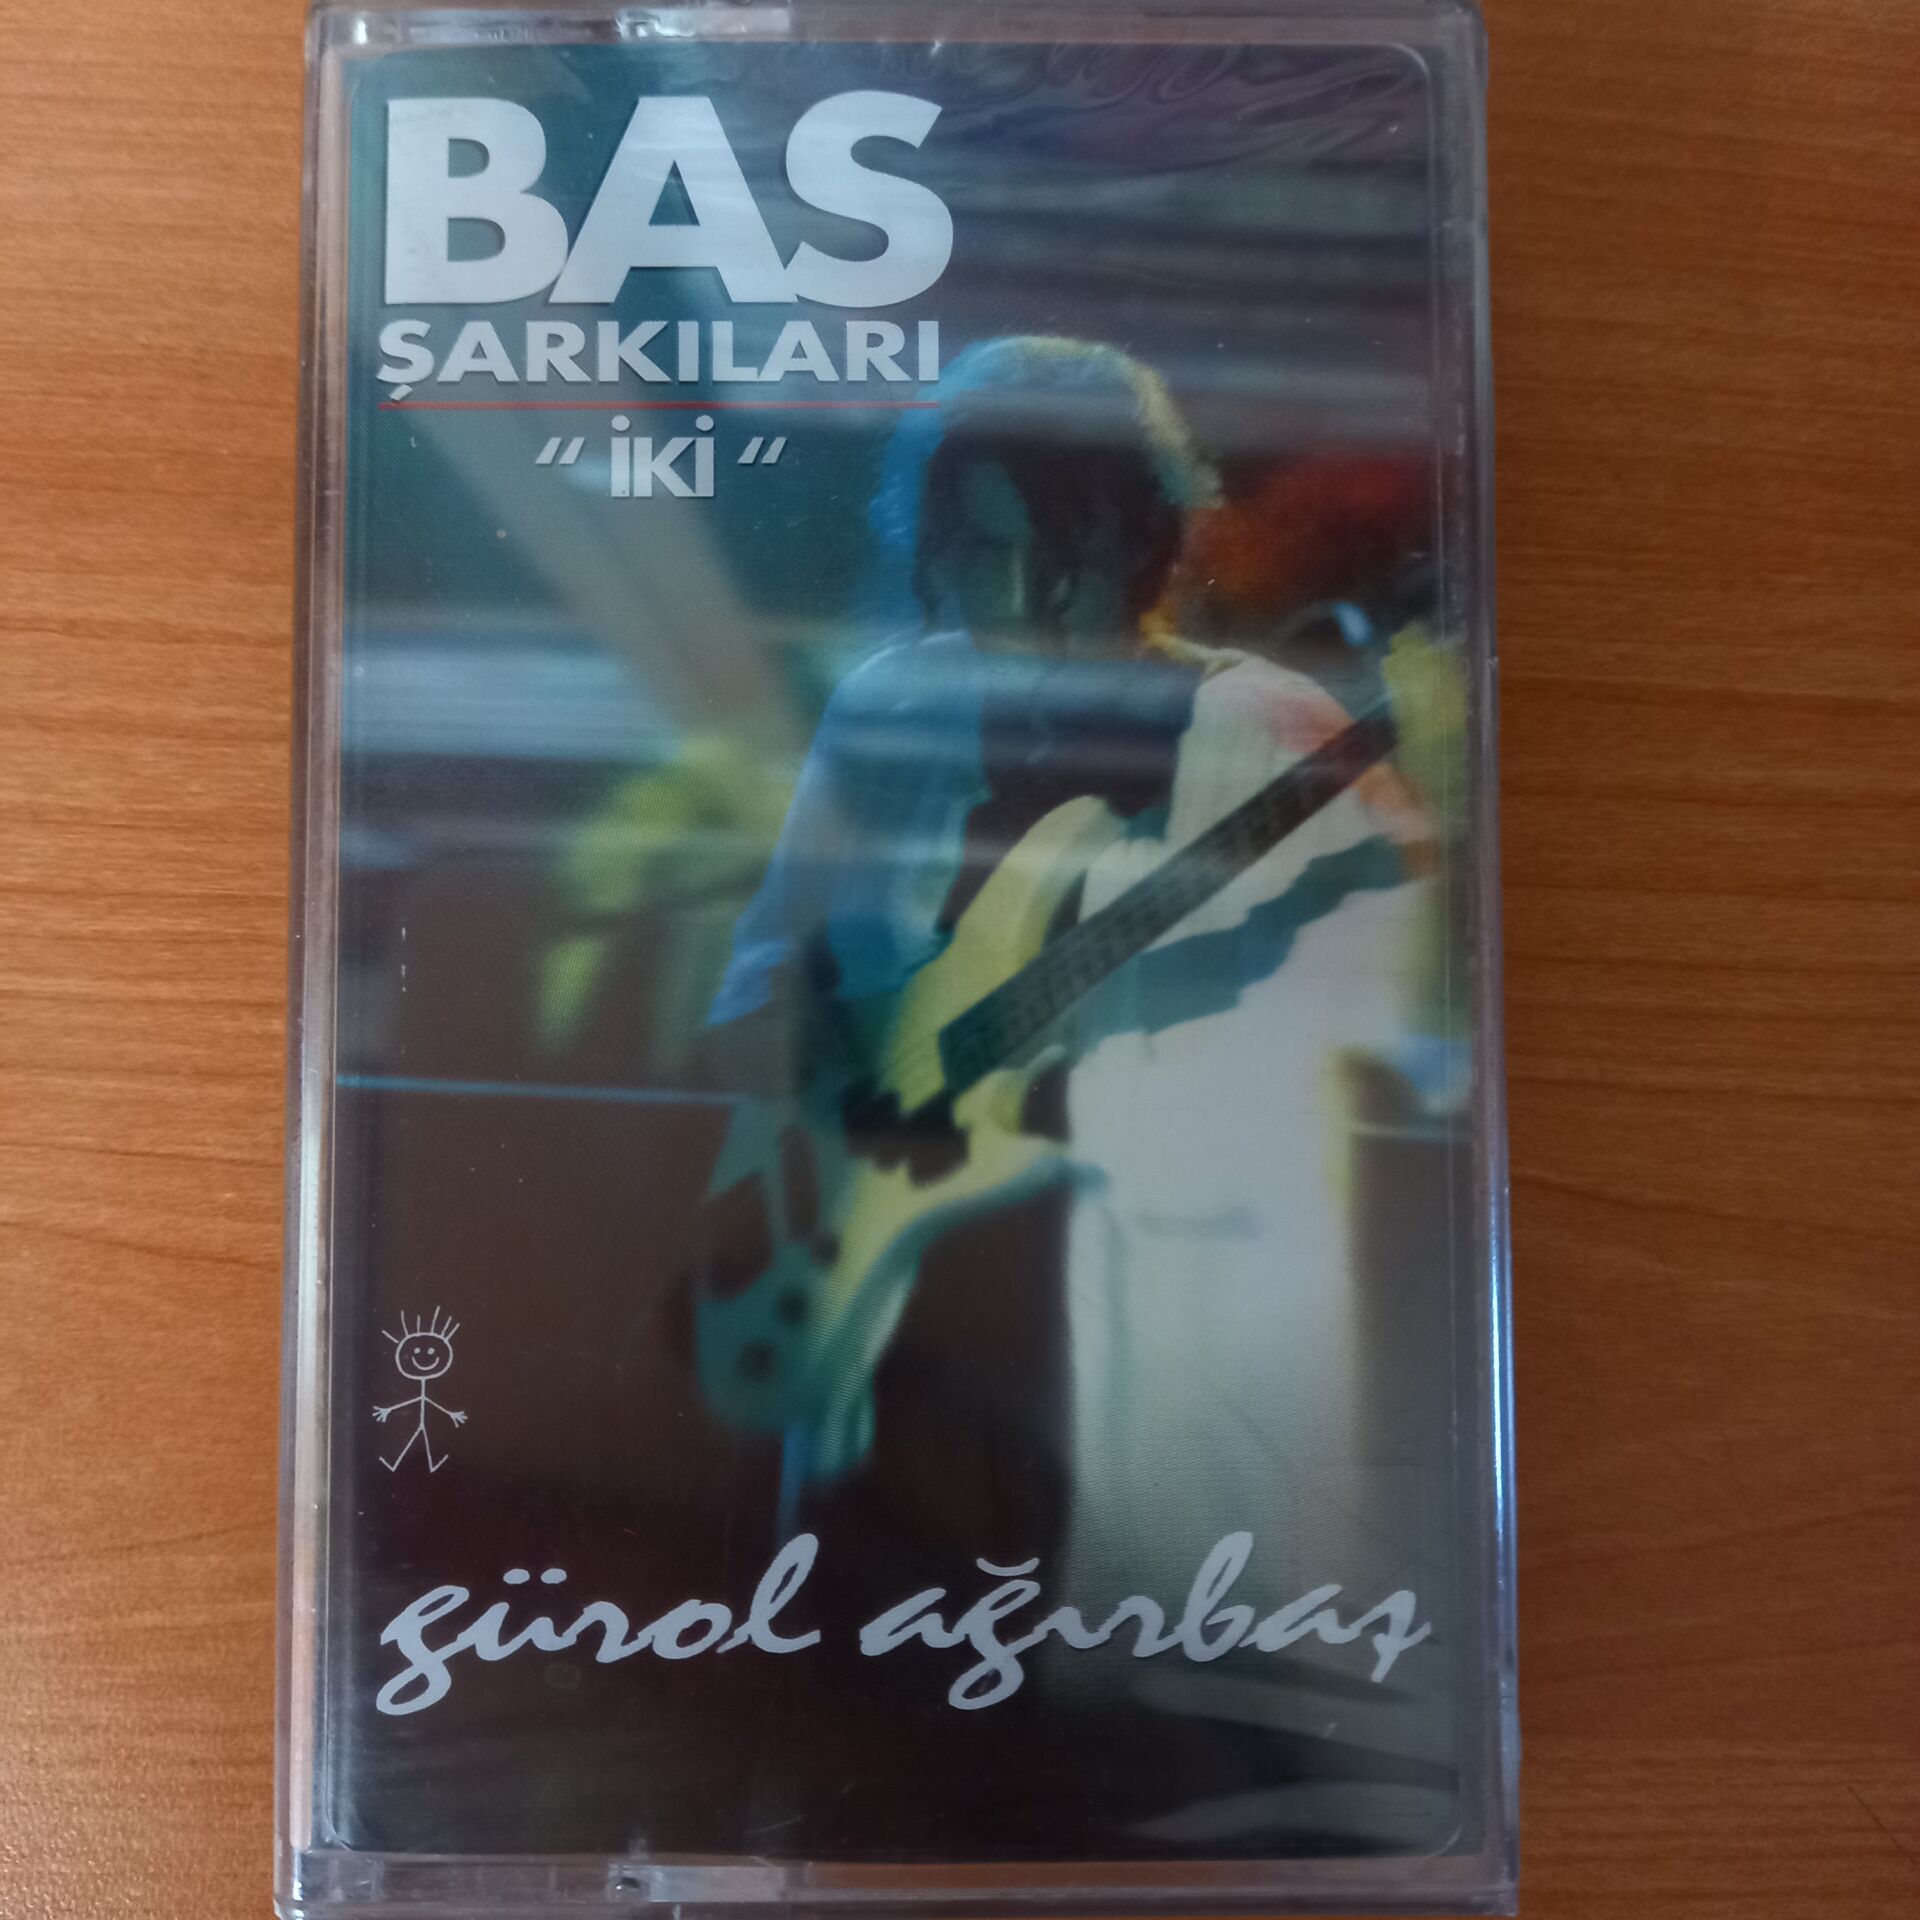 BAS
ŞARKILARI
“ İKİ “
gürol ağırbaş